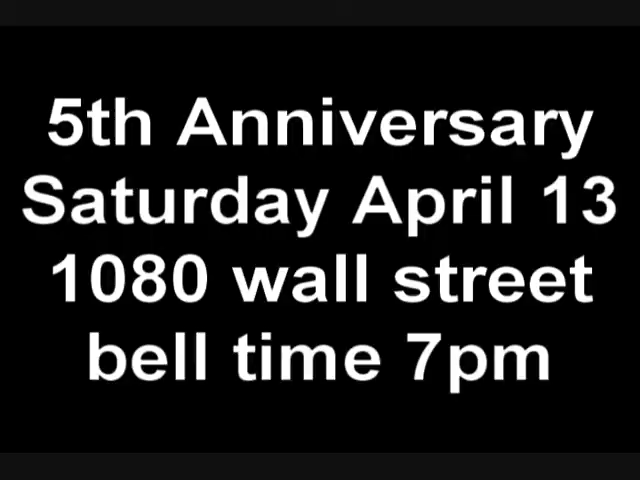 5th Anniversary
Saturday April 13
1080 wall street
bell time 7pm